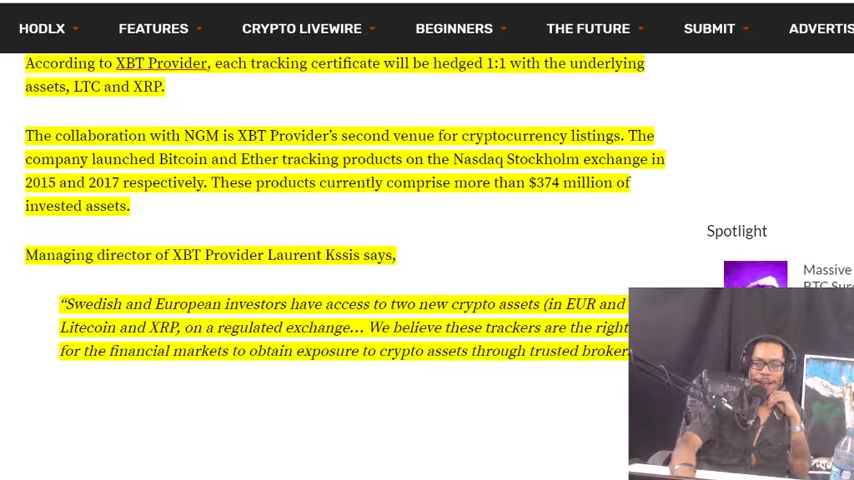 HODLX FEATURES CRYPTO LIVEWIRE BEGINNERS THE FUTURE SUBMIT ADVERTIS
According to XBT Provider, each tracking certificate will be hedged 1:1 with the underlying
assets, LTC and XRP.
The collaboration with NGM is XBT Provider’s second venue for cryptocurrency listings. The
company launched Bitcoin and Ether tracking products on the Nasdaq Stockholm exchange in
2015 and 2017 respectively. These products currently comprise more than $374 million of
invested assets.
Managing director of XBT Provider Laurent Kssis says,
“Swedish and European investors have access to two new crypto assets (in EUR and
Litecoin and XRP, on a regulated exchange… We believe these trackers are the right
for the financial markets to obtain exposure to crypto assets through trusted broker
Spotlight
Massive
BTC Sur